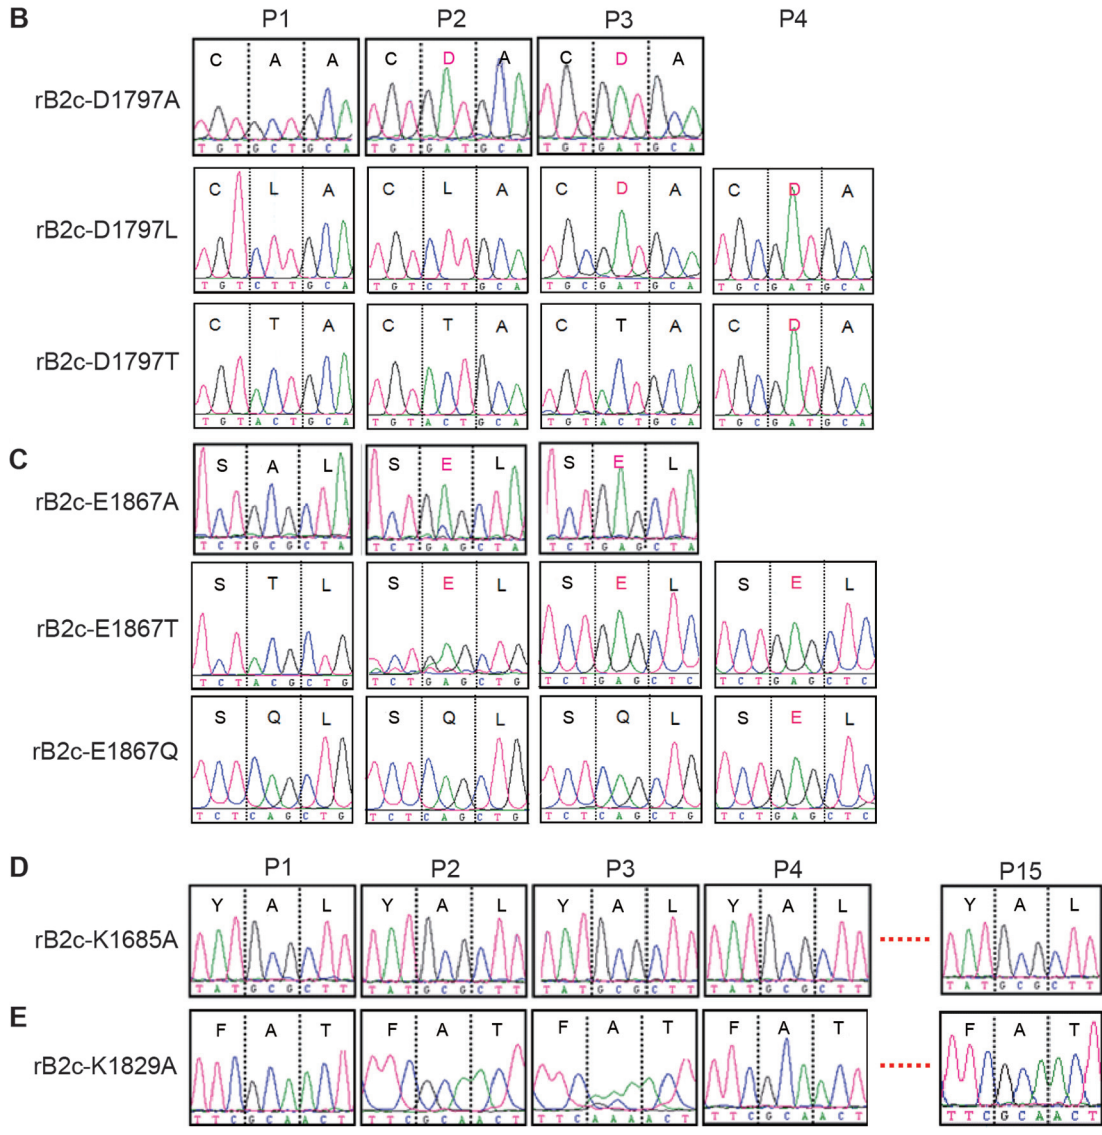 B P1 P2 P3 P4
rB2c-D1797A
C A A C D A C D A
T G T G C T G C A T G T G A T G C A T G T G A T G C A
rB2c-D1797L
C L A C L A C D A C D A
T G T C T T G C A T G T C T T G C A T G C G A T G C A T G C G A T G C A
rB2c-D1797T
C T A C T A C T A C D A
T G T A C T G C A T G T A C T G C A T G T A C T G C A T G C G A T G C A
C
rB2c-E1867A
S A L S E L S E L
T C T G C G C T A T C T G A G C T A T C T G A G C T A
rB2c-E1867T
S T L S E L S E L S E L
T C T A C G C T G T C T G A G C T G T C T G A G C T C T C T G A G C T C
rB2c-E1867Q
S Q L S Q L S Q L S E L
T C T C A G C T G T C T C A G C T G T C T C A G C T G T C T G A G C T C
D P1 P2 P3 P4 P15
rB2c-K1685A
Y A L Y A L Y A L Y A L Y A L
T A T G C G C T T T A T G C G C T T T A T G C G C T T T A T G C G C T T T A T G C G C T T
E
rB2c-K1829A
F A T F A T F A T F A T F A T
T T C G C A A C T T T C G C A A C T T T C A A A A C T T T C G C A A C T T T C G C A A C T